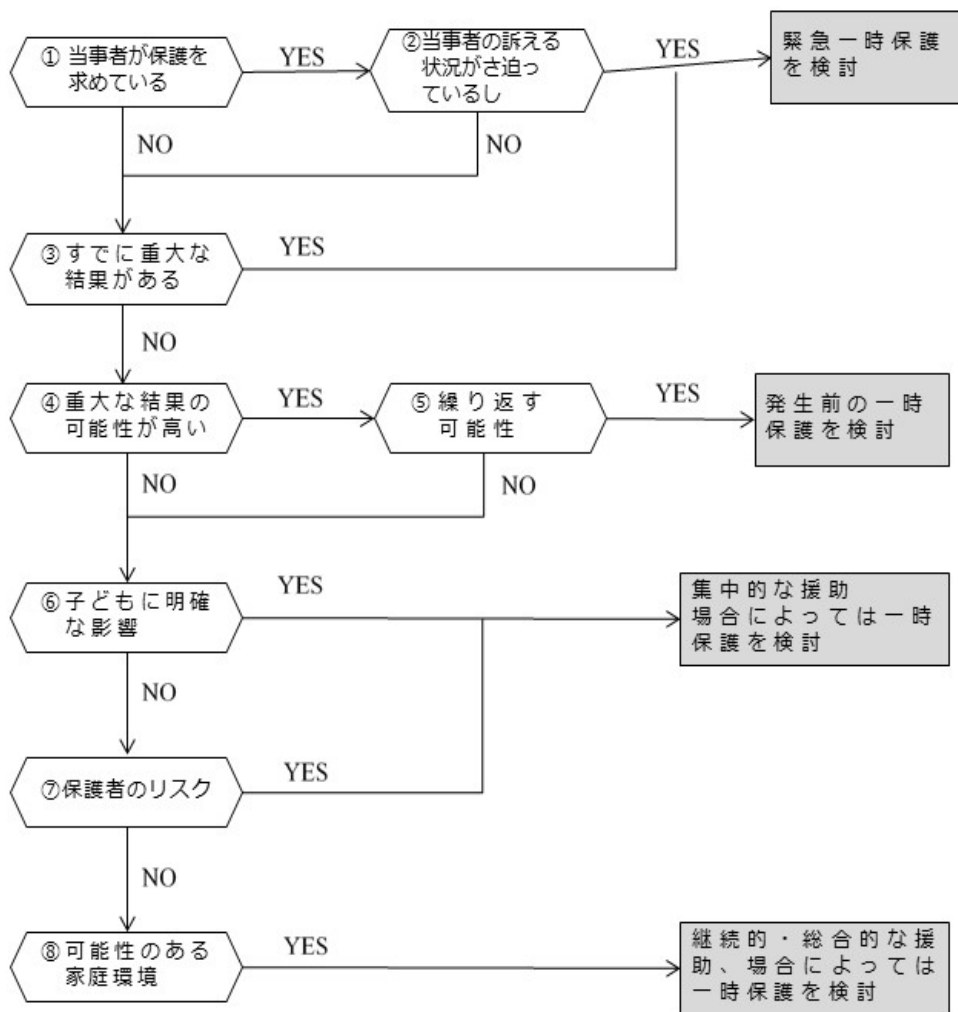 ① 当事者が保護を
求めている
YES
②当事者の訴える
状況がさ迫っ
ているし
YES
緊急一時保護
を検討
NO
NO
③すでに重大な
結果がある
YES
NO
④重大な結果の
可能性が高い
YES
⑤繰り返す
可能性
YES
発生前の一時
保護を検討
NO
NO
⑥子どもに明確
な影響
YES
集中的な援助
場合によっては一時
保護を検討
NO
⑦保護者のリスク
YES
NO
⑧可能性のある
家庭環境
YES
継続的・総合的な援
助、場合によっては
一時保護を検討